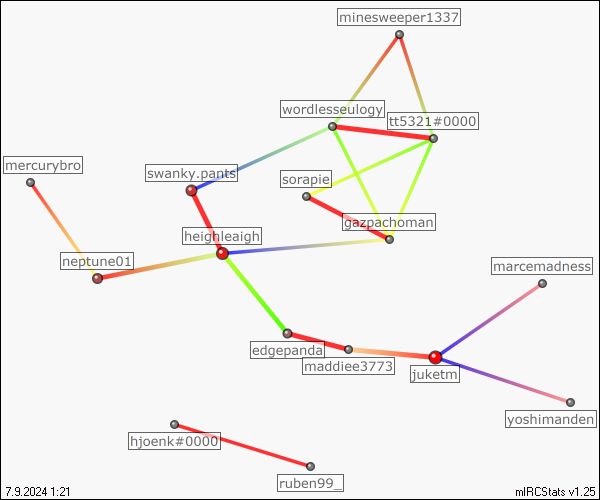 minesweeper1337
wordlesseulogy
tt5321#0000
mercurybro
swanky.pants
sorapie
gazpachoman
heighleaigh
neptune01
marcemadness
edgepanda
maddiee3773
juketm
yoshimanden
hjoenk#0000
ruben99_
7.9.2024 1:21
mIRCStats v1.25